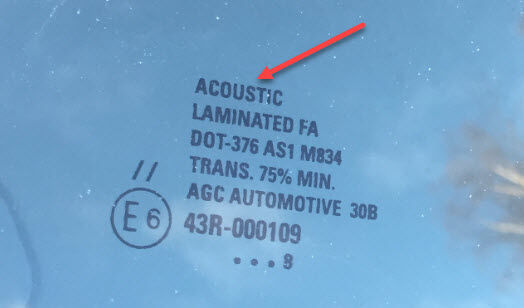 ACOUSTIC
LAMINATED FA
DOT-376 AS1 M834
TRANS. 75% MIN.
AGC AUTOMOTIVE 30B
//
E6
43R-000109
...8